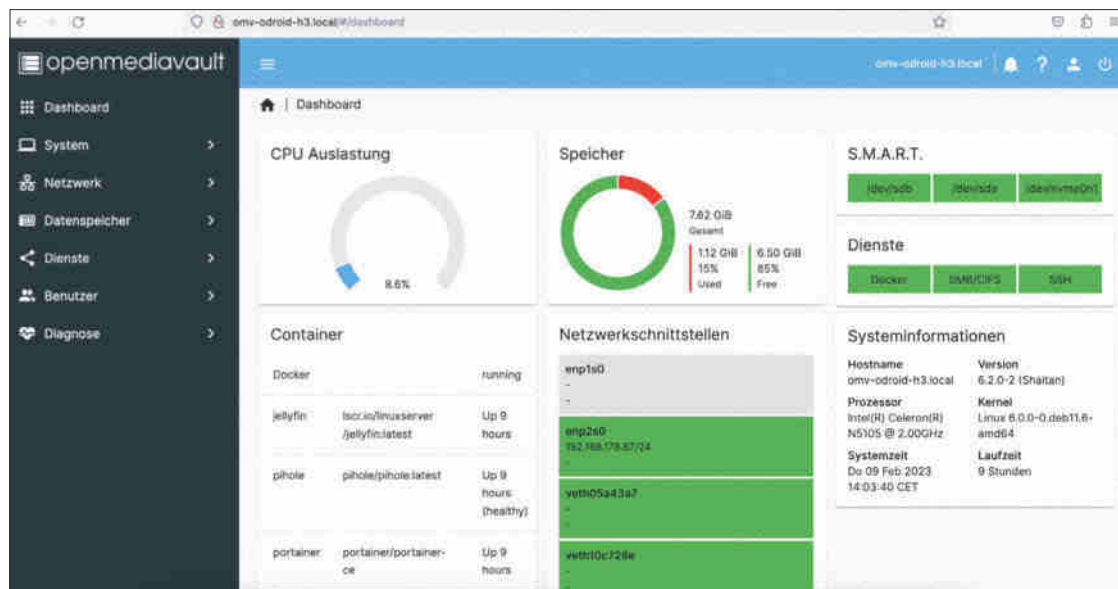 omv-odroid-h3.local/#/dashboard
openmediavault
omv-odroid-h3.local
Dashboard
System
Netzwerk
Datenspeicher
Dienste
Benutzer
Diagnose
| Dashboard
CPU Auslastung
8.6%
Speicher
7.62 GiB
Gesamt
1.12 GiB
15%
Used
6.50 GiB
85%
Free
S.M.A.R.T.
/dev/sdb /dev/sda /dev/nvme0n1
Dienste
Docker SMB/CIFS SSH
Container
Docker running
jellyfin lscr.io/linuxserver Up 9
/jellyfin:latest hours
pihole pihole/pihole:latest Up 9
hours
(healthy)
portainer portainer/portainer- Up 9
ce hours
Netzwerkschnittstellen
enp1s0
-
-
enp2s0
192.168.178.87/24
-
veth05a43a7
-
-
veth10c728e
-
Systeminformationen
Hostname
omv-odroid-h3.local
Version
6.2.0-2 (Shaitan)
Prozessor
Intel(R) Celeron(R)
N5105 @ 2.00GHz
Kernel
Linux 6.0.0-0.deb11.6-
amd64
Systemzeit
Do 09 Feb 2023
14:03:40 CET
Laufzeit
9 Stunden